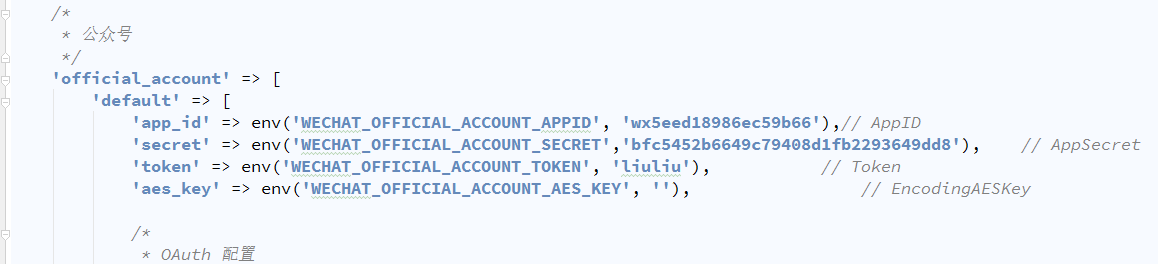 /*
* 公众号
*/
'official_account' => [
'default' => [
'app_id' => env('WECHAT_OFFICIAL_ACCOUNT_APPID', 'wx5eed18986ec59b66'),// AppID
'secret' => env('WECHAT_OFFICIAL_ACCOUNT_SECRET','bfc5452b6649c79408d1fb2293649dd8'), // AppSecret
'token' => env('WECHAT_OFFICIAL_ACCOUNT_TOKEN', 'liuliu'), // Token
'aes_key' => env('WECHAT_OFFICIAL_ACCOUNT_AES_KEY', ''), // EncodingAESKey
/*
* OAuth 配置